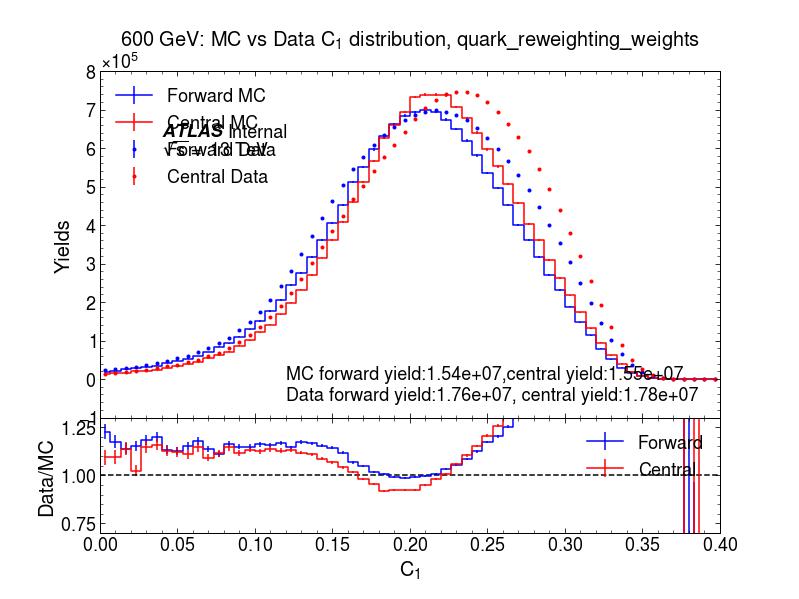 600 GeV: MC vs Data C1 distribution, quark_reweighting_weights
×10⁵
8
7
6
5
4
3
2
1
0
1
Yields
Forward MC
Central MC
ATLAS Internal
√s = 13 TeV
Forward Data
Central Data
MC forward yield:1.54e+07,central yield:1.55e+07
Data forward yield:1.76e+07, central yield:1.78e+07
1.25
1.00
0.75
Data/MC
Forward
Central
0.00 0.05 0.10 0.15 0.20 0.25 0.30 0.35 0.40
C1